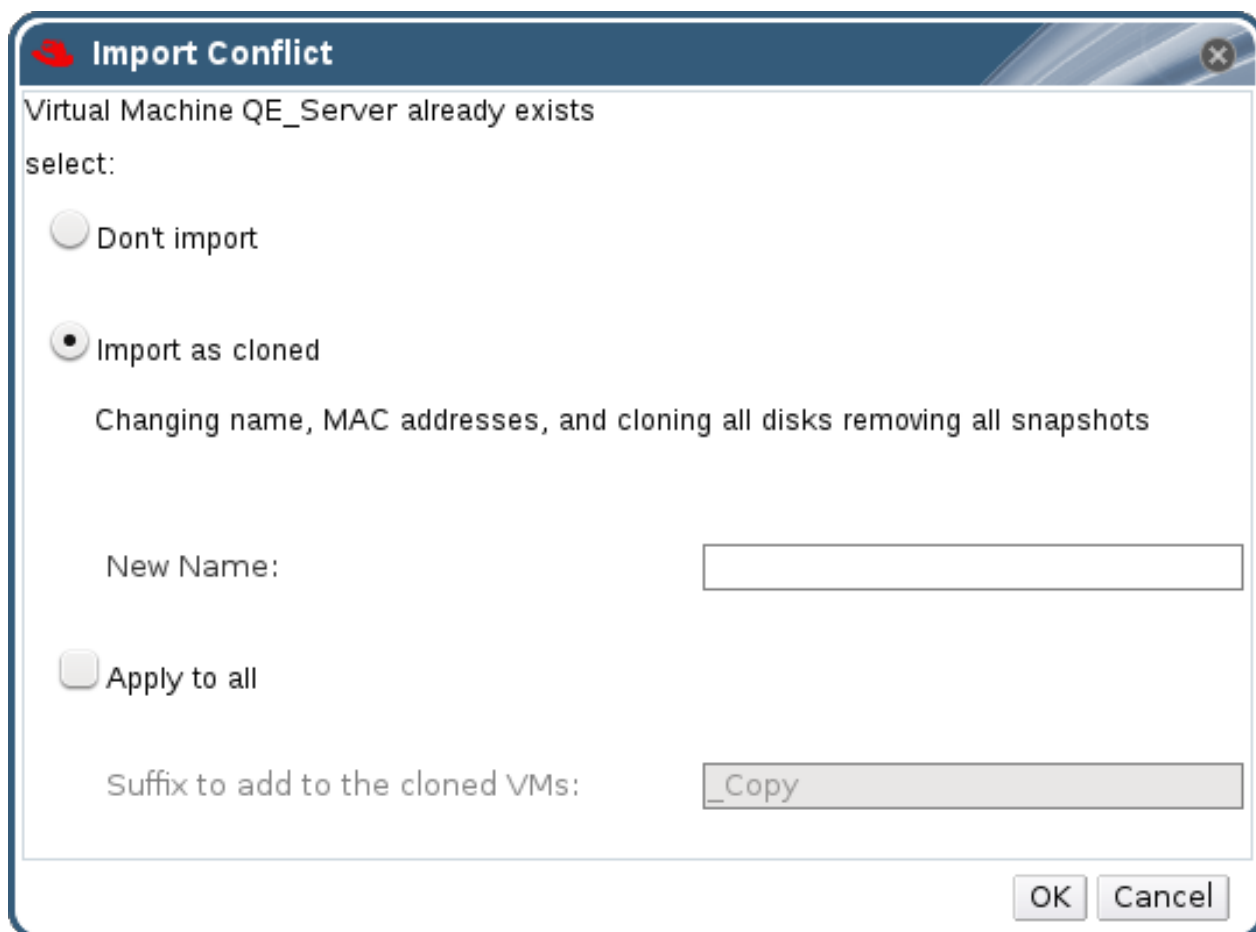 Import Conflict
Virtual Machine QE_Server already exists
select:
Don't import
Import as cloned
Changing name, MAC addresses, and cloning all disks removing all snapshots
New Name:
Apply to all
Suffix to add to the cloned VMs: _Copy
OK Cancel